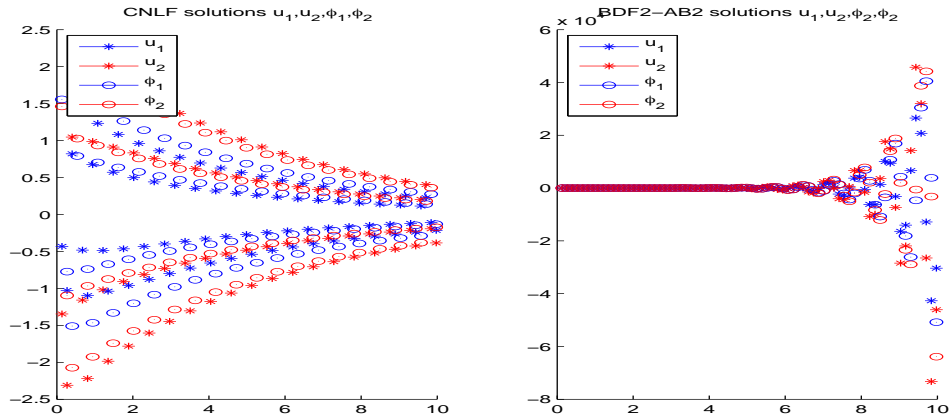 CNLF solutions u₁,u₂,ϕ₁,ϕ₂
2.5
2
1.5
1
0.5
0
−0.5
−1
−1.5
−2
−2.5
0
2
4
6
8
10
u₁
u₂
ϕ₁
ϕ₂
BDF2−AB2 solutions u₁,u₂,ϕ₂,ϕ₂
x 10⁴
6
4
2
0
−2
−4
−6
−8
0
2
4
6
8
10
u₁
u₂
ϕ₁
ϕ₂